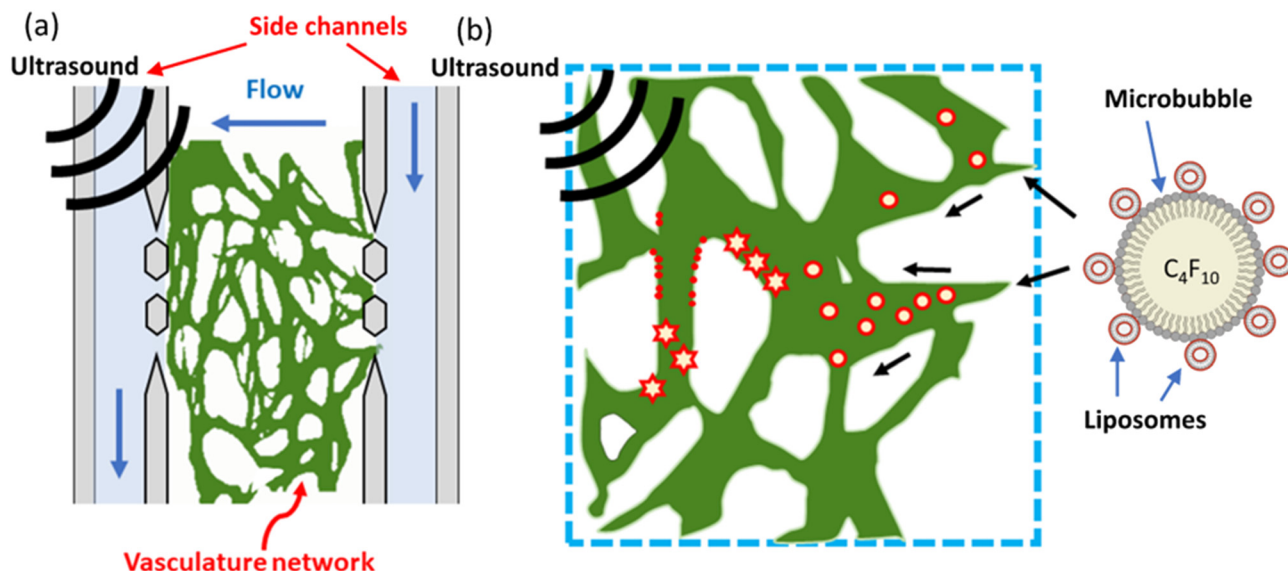 (a)
Side channels
Ultrasound
Flow
Vasculature network
(b)
Ultrasound
Microbubble
C₄F₁₀
Liposomes